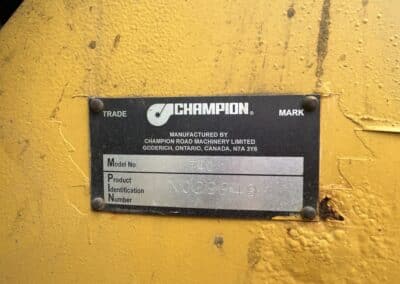 TRADE CHAMPION® MARK
MANUFACTURED BY
CHAMPION ROAD MACHINERY LIMITED
GODERICH, ONTARIO, CANADA, N7A 3Y6
Model No
Product
Identification
Number